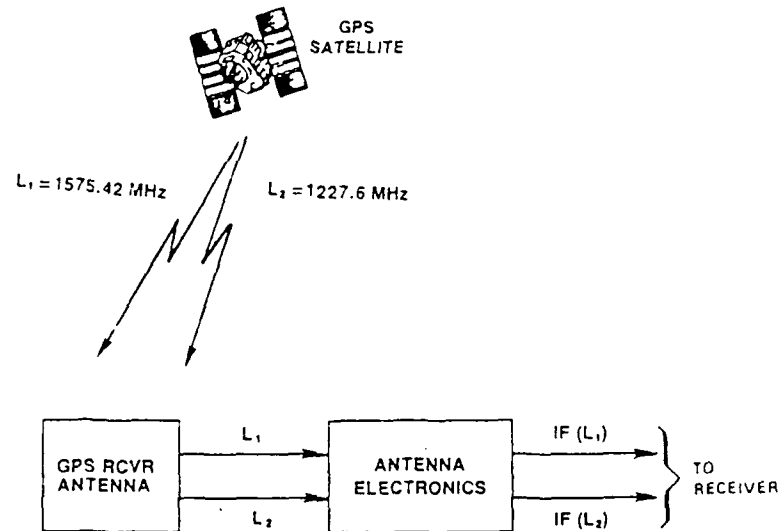 GPS
SATELLITE
L₁ = 1575.42 MHz
L₂ = 1227.6 MHz
GPS RCVR
ANTENNA
L₁
L₂
ANTENNA
ELECTRONICS
IF (L₁)
IF (L₂)
TO
RECEIVER